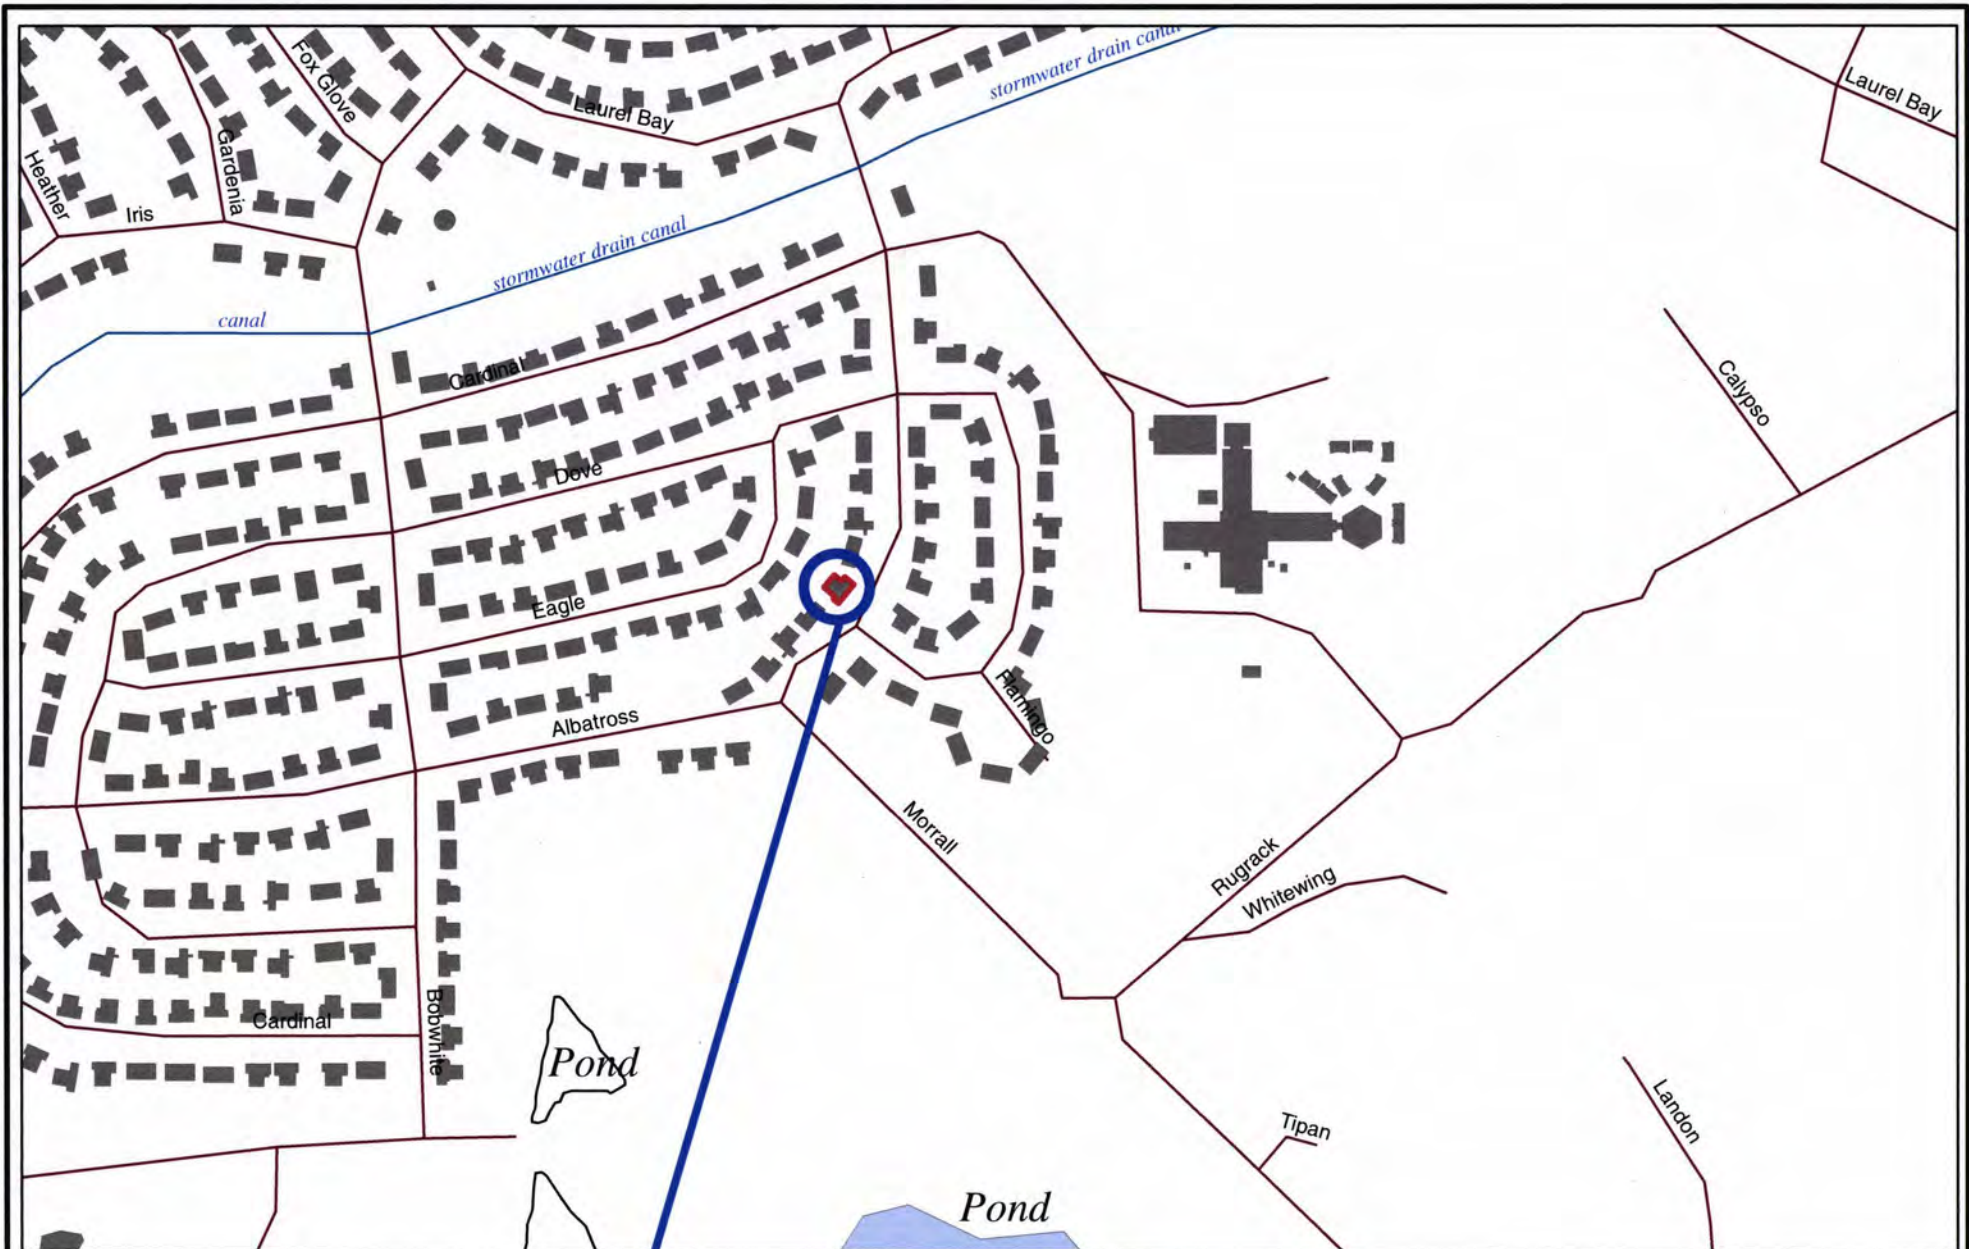 stormwater drain canal
Fox Glove
Laurel Bay
Laurel Bay
Gardenia
Heather
Iris
stormwater drain canal
canal
Cardinal
Calypso
Dove
Eagle
Albatross
Flamingo
Morrall
Rugrack
Whitewing
Cardinal
Bobwhite
Pond
Landon
Tipan
Pond